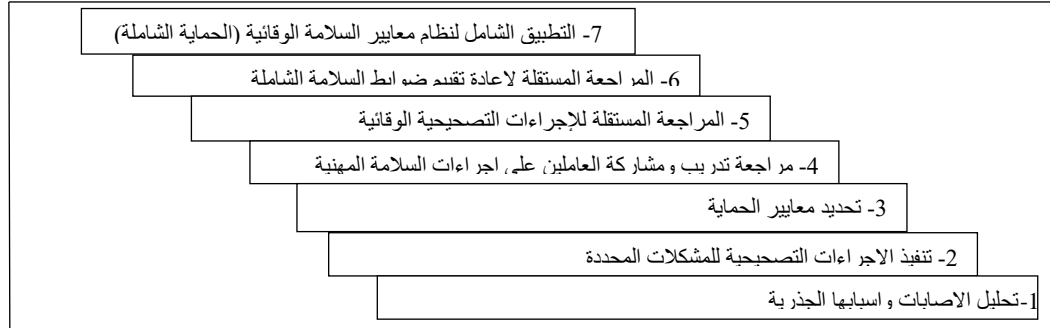 7- التطبيق الشامل لنظام معايير السلامة الوقائية (الحماية الشاملة)
6- المراجعة المستقلة لاعادة تقييم ضوابط السلامة الشاملة
5- المراجعة المستقلة للإجراءات التصحيحية الوقائية
4- مراجعة تدريب ومشاركة العاملين على اجراءات السلامة المهنية
3- تحديد معايير الحماية
2- تنفيذ الاجراءات التصحيحية للمشكلات المحددة
1-تحليل الاصابات واسبابها الجذرية